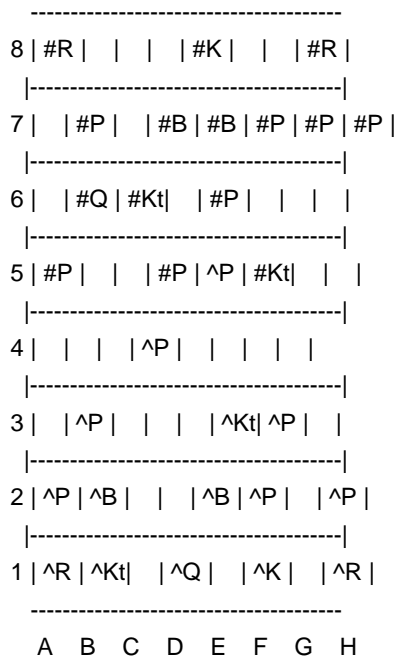 -----------------------------------------
8 | #R | | | | #K | | | #R |
|-----------------------------------------|
7 | | #P | | #B | #B | #P | #P | #P |
|-----------------------------------------|
6 | | #Q | #Kt| | #P | | | |
|-----------------------------------------|
5 | #P | | | #P | ^P | #Kt| | |
|-----------------------------------------|
4 | | | | ^P | | | | |
|-----------------------------------------|
3 | | ^P | | | | ^Kt| ^P | |
|-----------------------------------------|
2 | ^P | ^B | | | ^B | ^P | | ^P |
|-----------------------------------------|
1 | ^R | ^Kt| | ^Q | | ^K | | ^R |
-----------------------------------------
A B C D E F G H